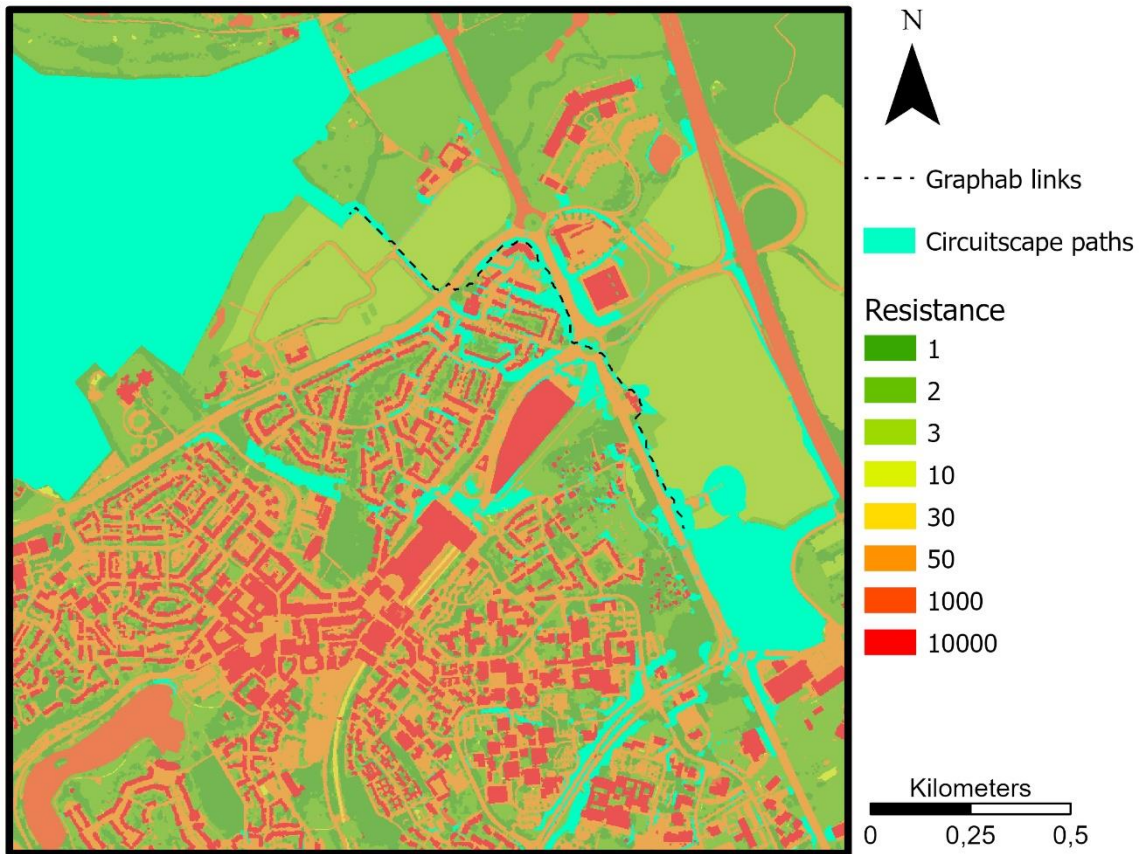 N
Graphab links
Circuitscape paths
Resistance
1
2
3
10
30
50
1000
10000
Kilometers
0 0,25 0,5